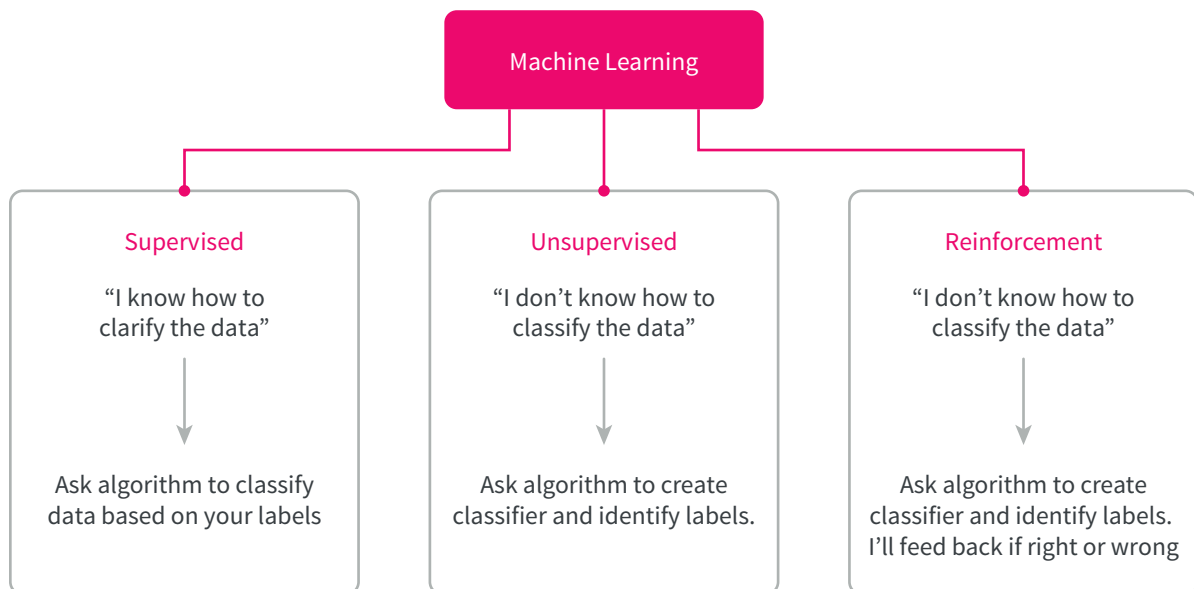 Machine Learning
Supervised
“I know how to
clarify the data”
Ask algorithm to classify
data based on your labels
Unsupervised
“I don’t know how to
classify the data”
Ask algorithm to create
classifier and identify labels.
Reinforcement
“I don’t know how to
classify the data”
Ask algorithm to create
classifier and identify labels.
I’ll feed back if right or wrong